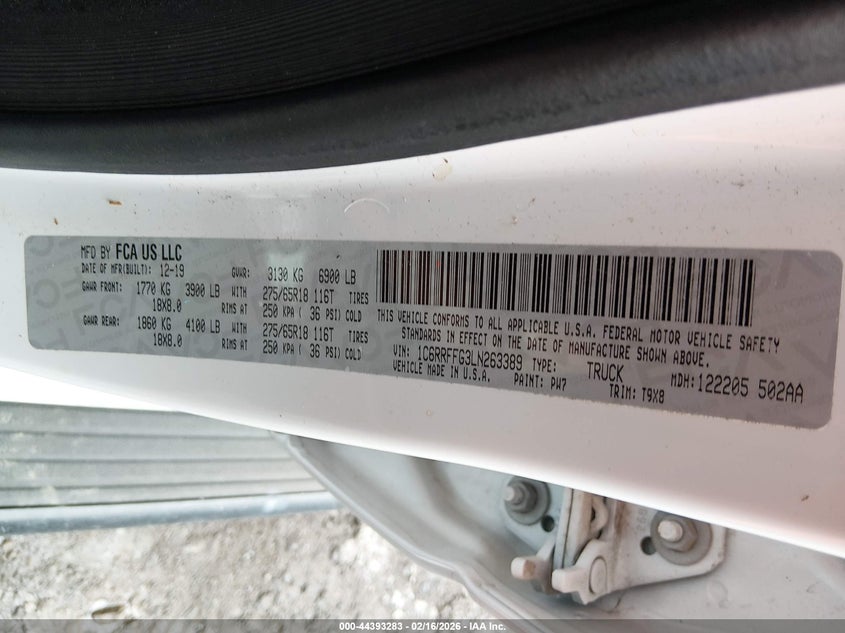 MFD BY FCA US LLC
DATE OF MFR(BUILT): 12-19 GVWR: 3130 KG 6900 LB
GAWR FRONT: 1770 KG 3900 LB WITH 275/65R18 116T TIRES
18X8.0 RIMS AT 250 KPA ( 36 PSI) COLD
GAWR REAR: 1860 KG 4100 LB WITH 275/65R18 116T TIRES
18X8.0 RIMS AT 250 KPA ( 36 PSI) COLD
THIS VEHICLE CONFORMS TO ALL APPLICABLE U.S.A. FEDERAL MOTOR VEHICLE SAFETY
STANDARDS IN EFFECT ON THE DATE OF MANUFACTURE SHOWN ABOVE.
VIN: 1C6RRFFG3LN263389 TYPE: TRUCK MDH: 122205 502AA
VEHICLE MADE IN U.S.A. PAINT: PW7 TRIM: T9X8
000-44393283 - 02/16/2026 - IAA Inc.